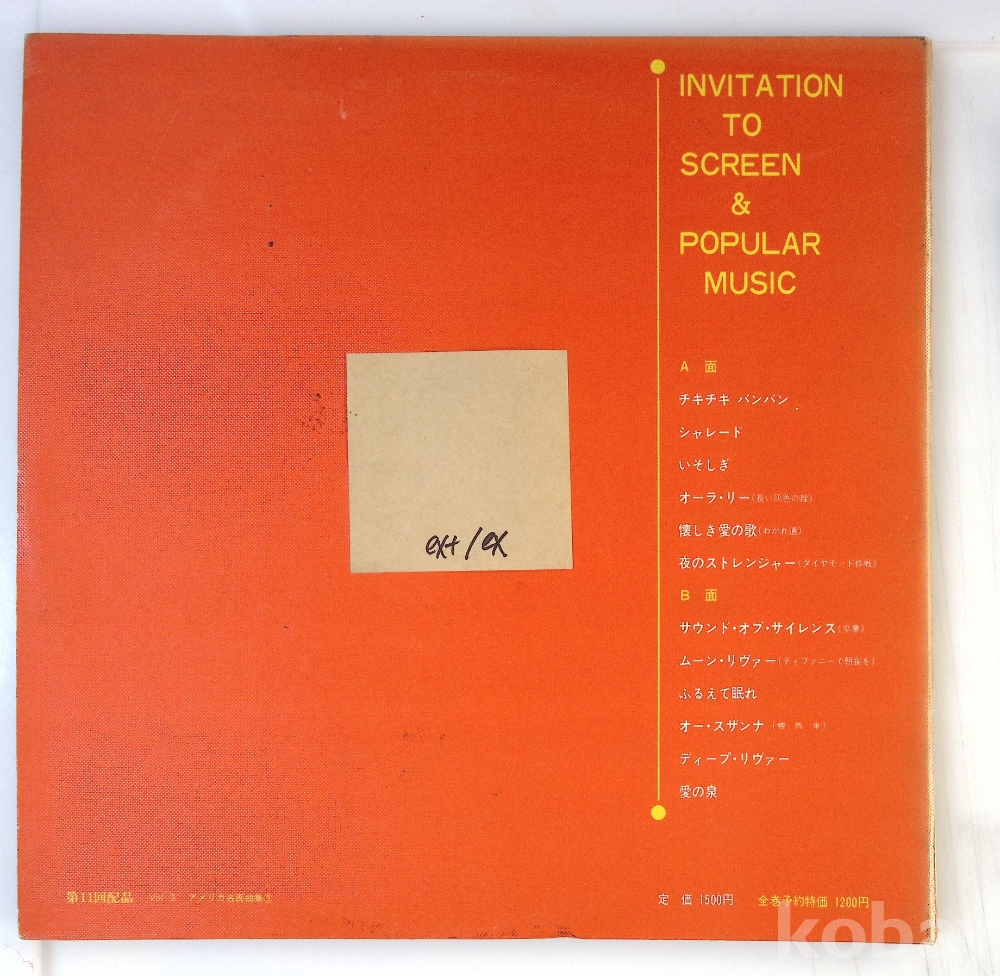 INVITATION
TO
SCREEN
&
POPULAR
MUSIC
A 面
チキチキ バンバン
シャレード
いそしぎ
オーラ・リー(長い灰色の線)
懐しき愛の歌(わかれ道)
夜のストレンジャー(ダイヤモンド作戦)
B 面
サウンド・オブ・サイレンス(卒業)
ムーン・リヴァー(ティファニーで朝食を)
ふるえて眠れ
オー・スザンナ (幌 馬 車)
ディープ・リヴァー
愛の泉
ex+/ex
第11回配品 Vol 3 アメリカ名画曲集③
定 価 1500円 全巻予約特価 1200円
koba